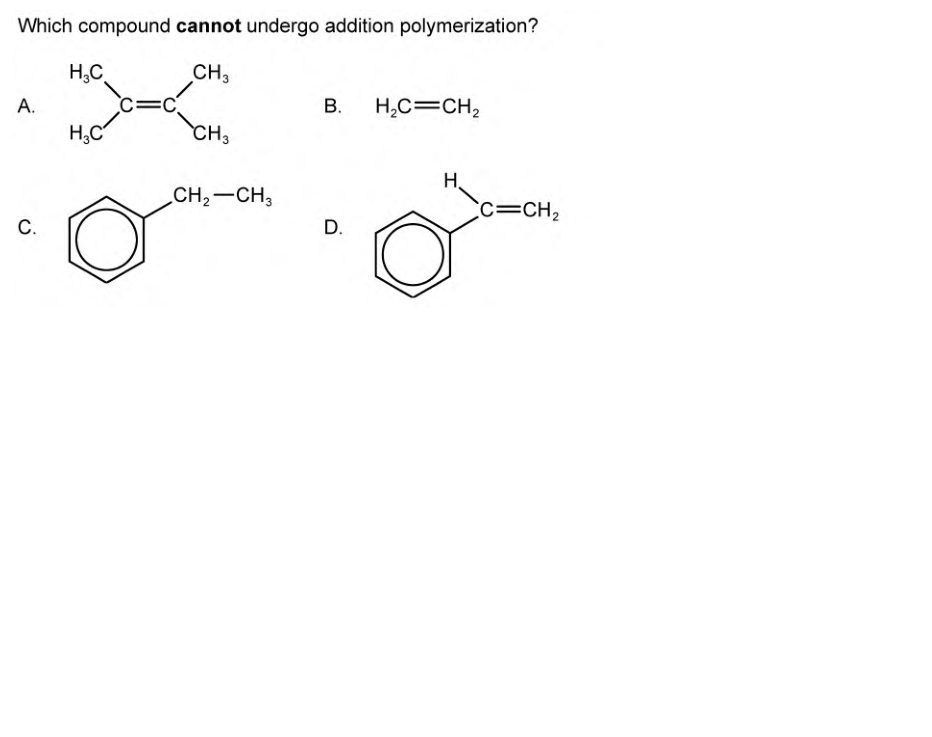 Which compound cannot undergo addition polymerization?
H₃C CH₃
A. C=C B. H₂C=CH₂
H₃C CH₃
H
CH₂—CH₃
C=CH₂
C. D.